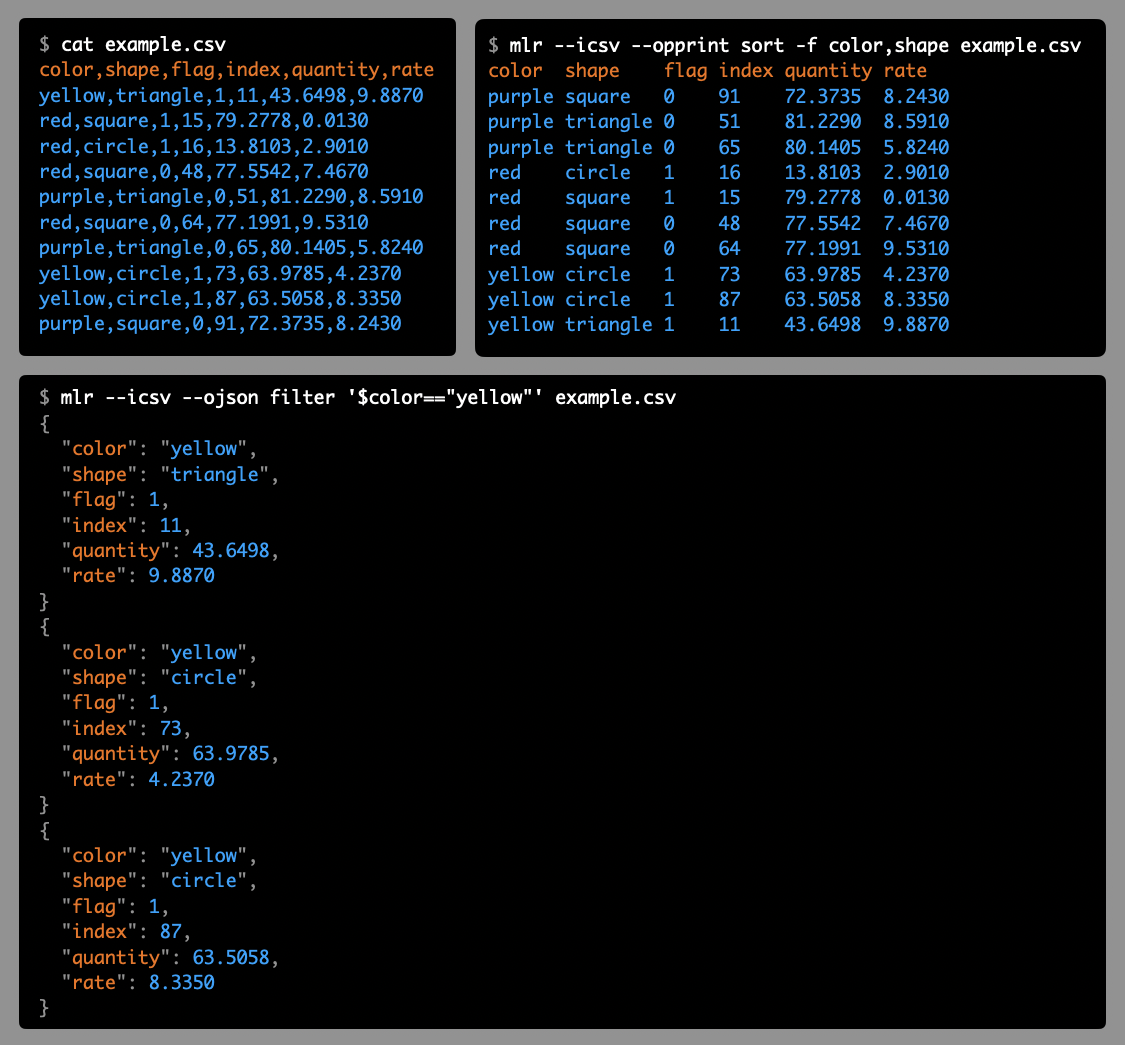 $ cat example.csv
color,shape,flag,index,quantity,rate
yellow,triangle,1,11,43.6498,9.8870
red,square,1,15,79.2778,0.0130
red,circle,1,16,13.8103,2.9010
red,square,0,48,77.5542,7.4670
purple,triangle,0,51,81.2290,8.5910
red,square,0,64,77.1991,9.5310
purple,triangle,0,65,80.1405,5.8240
yellow,circle,1,73,63.9785,4.2370
yellow,circle,1,87,63.5058,8.3350
purple,square,0,91,72.3735,8.2430
$ mlr --icsv --opprint sort -f color,shape example.csv
color  shape    flag index quantity rate
purple square   0    91    72.3735  8.2430
purple triangle 0    51    81.2290  8.5910
purple triangle 0    65    80.1405  5.8240
red    circle   1    16    13.8103  2.9010
red    square   1    15    79.2778  0.0130
red    square   0    48    77.5542  7.4670
red    square   0    64    77.1991  9.5310
yellow circle   1    73    63.9785  4.2370
yellow circle   1    87    63.5058  8.3350
yellow triangle 1    11    43.6498  9.8870
$ mlr --icsv --ojson filter '$color=="yellow"' example.csv
{
  "color": "yellow",
  "shape": "triangle",
  "flag": 1,
  "index": 11,
  "quantity": 43.6498,
  "rate": 9.8870
}
{
  "color": "yellow",
  "shape": "circle",
  "flag": 1,
  "index": 73,
  "quantity": 63.9785,
  "rate": 4.2370
}
{
  "color": "yellow",
  "shape": "circle",
  "flag": 1,
  "index": 87,
  "quantity": 63.5058,
  "rate": 8.3350
}